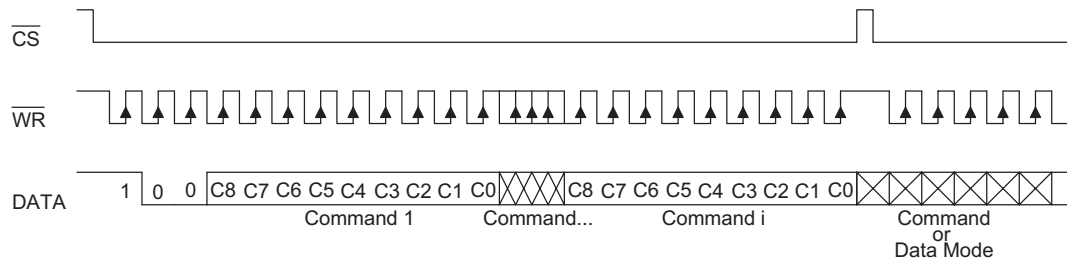 CS
WR
DATA 1 0 0 C8 C7 C6 C5 C4 C3 C2 C1 C0 C8 C7 C6 C5 C4 C3 C2 C1 C0
Command 1 Command... Command i Command
or
Data Mode